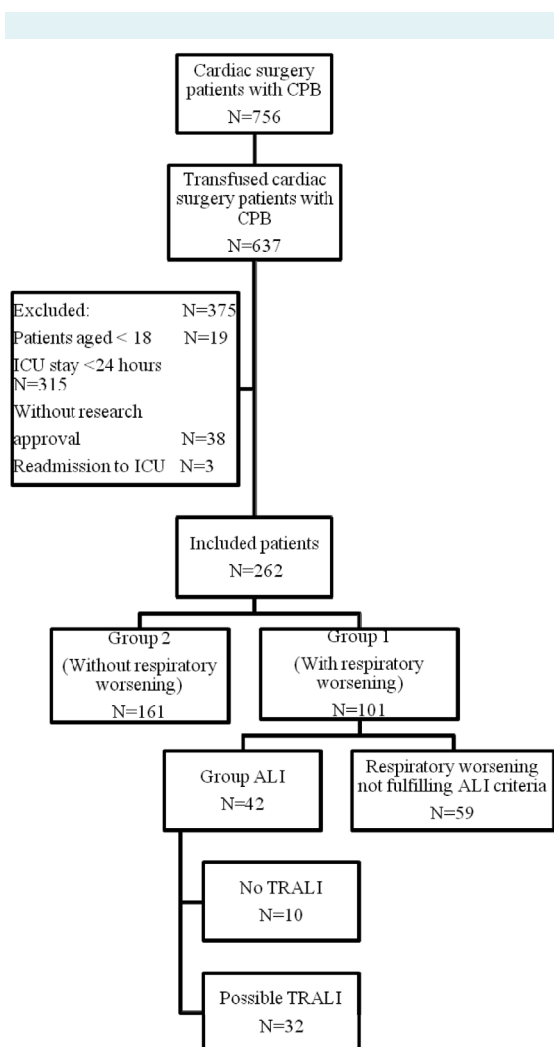 Cardiac surgery
patients with CPB
N=756
Transfused cardiac
surgery patients with
CPB
N=637
Excluded: N=375
Patients aged < 18 N=19
ICU stay <24 hours
N=315
Without research
approval N=38
Readmission to ICU N=3
Included patients
N=262
Group 2
(Without respiratory
worsening)
N=161
Group 1
(With respiratory
worsening)
N=101
Group ALI
N=42
Respiratory worsening
not fulfilling ALI criteria
N=59
No TRALI
N=10
Possible TRALI
N=32